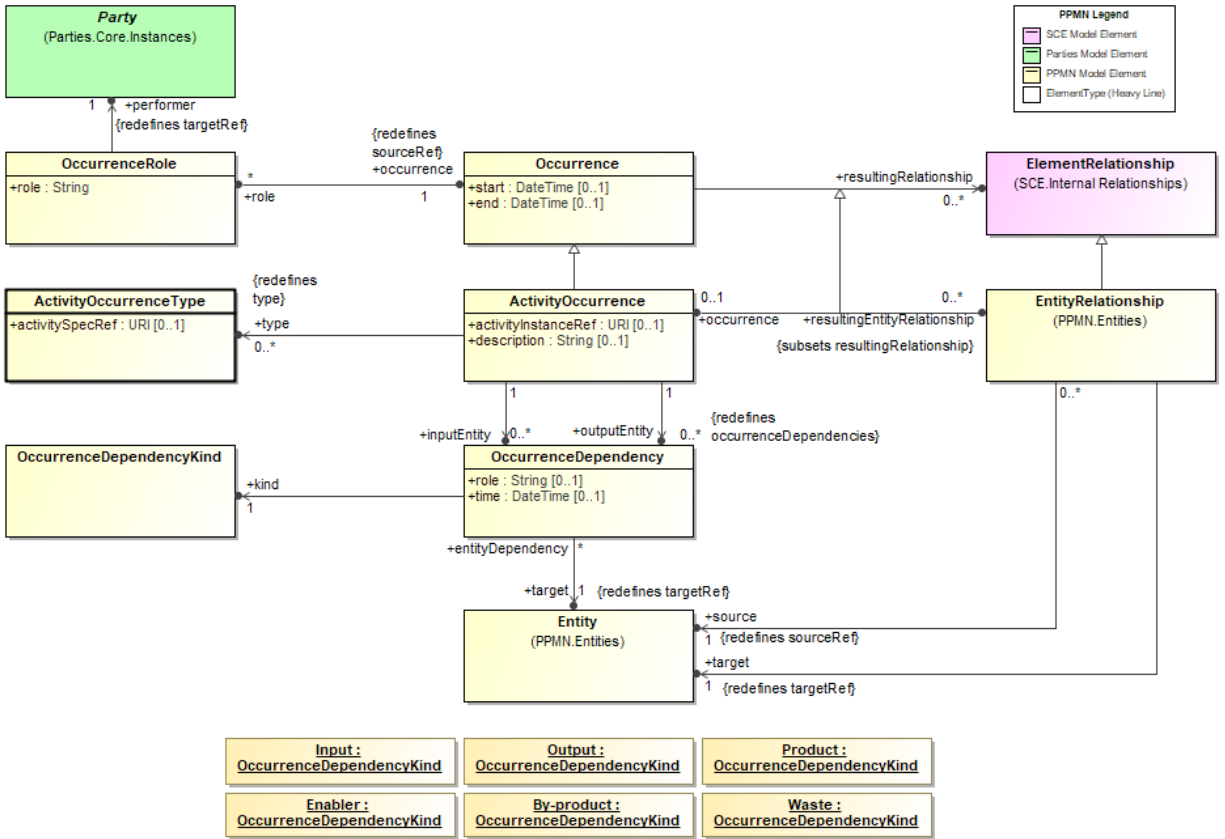 Party
(Parties.Core.Instances)
PPMN Legend
SCE Model Element
Parties Model Element
PPMN Model Element
ElementType (Heavy Line)
1
+performer
{redefines targetRef}
OccurrenceRole
+role : String
*
+role
{redefines
sourceRef}
+occurrence
1
Occurrence
+start : DateTime [0..1]
+end : DateTime [0..1]
+resultingRelationship
0..*
ElementRelationship
(SCE.Internal Relationships)
ActivityOccurrenceType
+activitySpecRef : URI [0..1]
{redefines
type}
+type
0..*
ActivityOccurrence
+activityInstanceRef : URI [0..1]
+description : String [0..1]
0..1
+occurrence
0..*
+resultingEntityRelationship
{subsets resultingRelationship}
EntityRelationship
(PPMN.Entities)
1
1
0..*
+inputEntity
0..*
+outputEntity
0..*
{redefines
occurrenceDependencies}
OccurrenceDependencyKind
+kind
1
OccurrenceDependency
+role : String [0..1]
+time : DateTime [0..1]
+entityDependency
*
+target
1
{redefines targetRef}
Entity
(PPMN.Entities)
+source
1
{redefines sourceRef}
+target
1
{redefines targetRef}
Input :
OccurrenceDependencyKind
Output :
OccurrenceDependencyKind
Product :
OccurrenceDependencyKind
Enabler :
OccurrenceDependencyKind
By-product :
OccurrenceDependencyKind
Waste :
OccurrenceDependencyKind